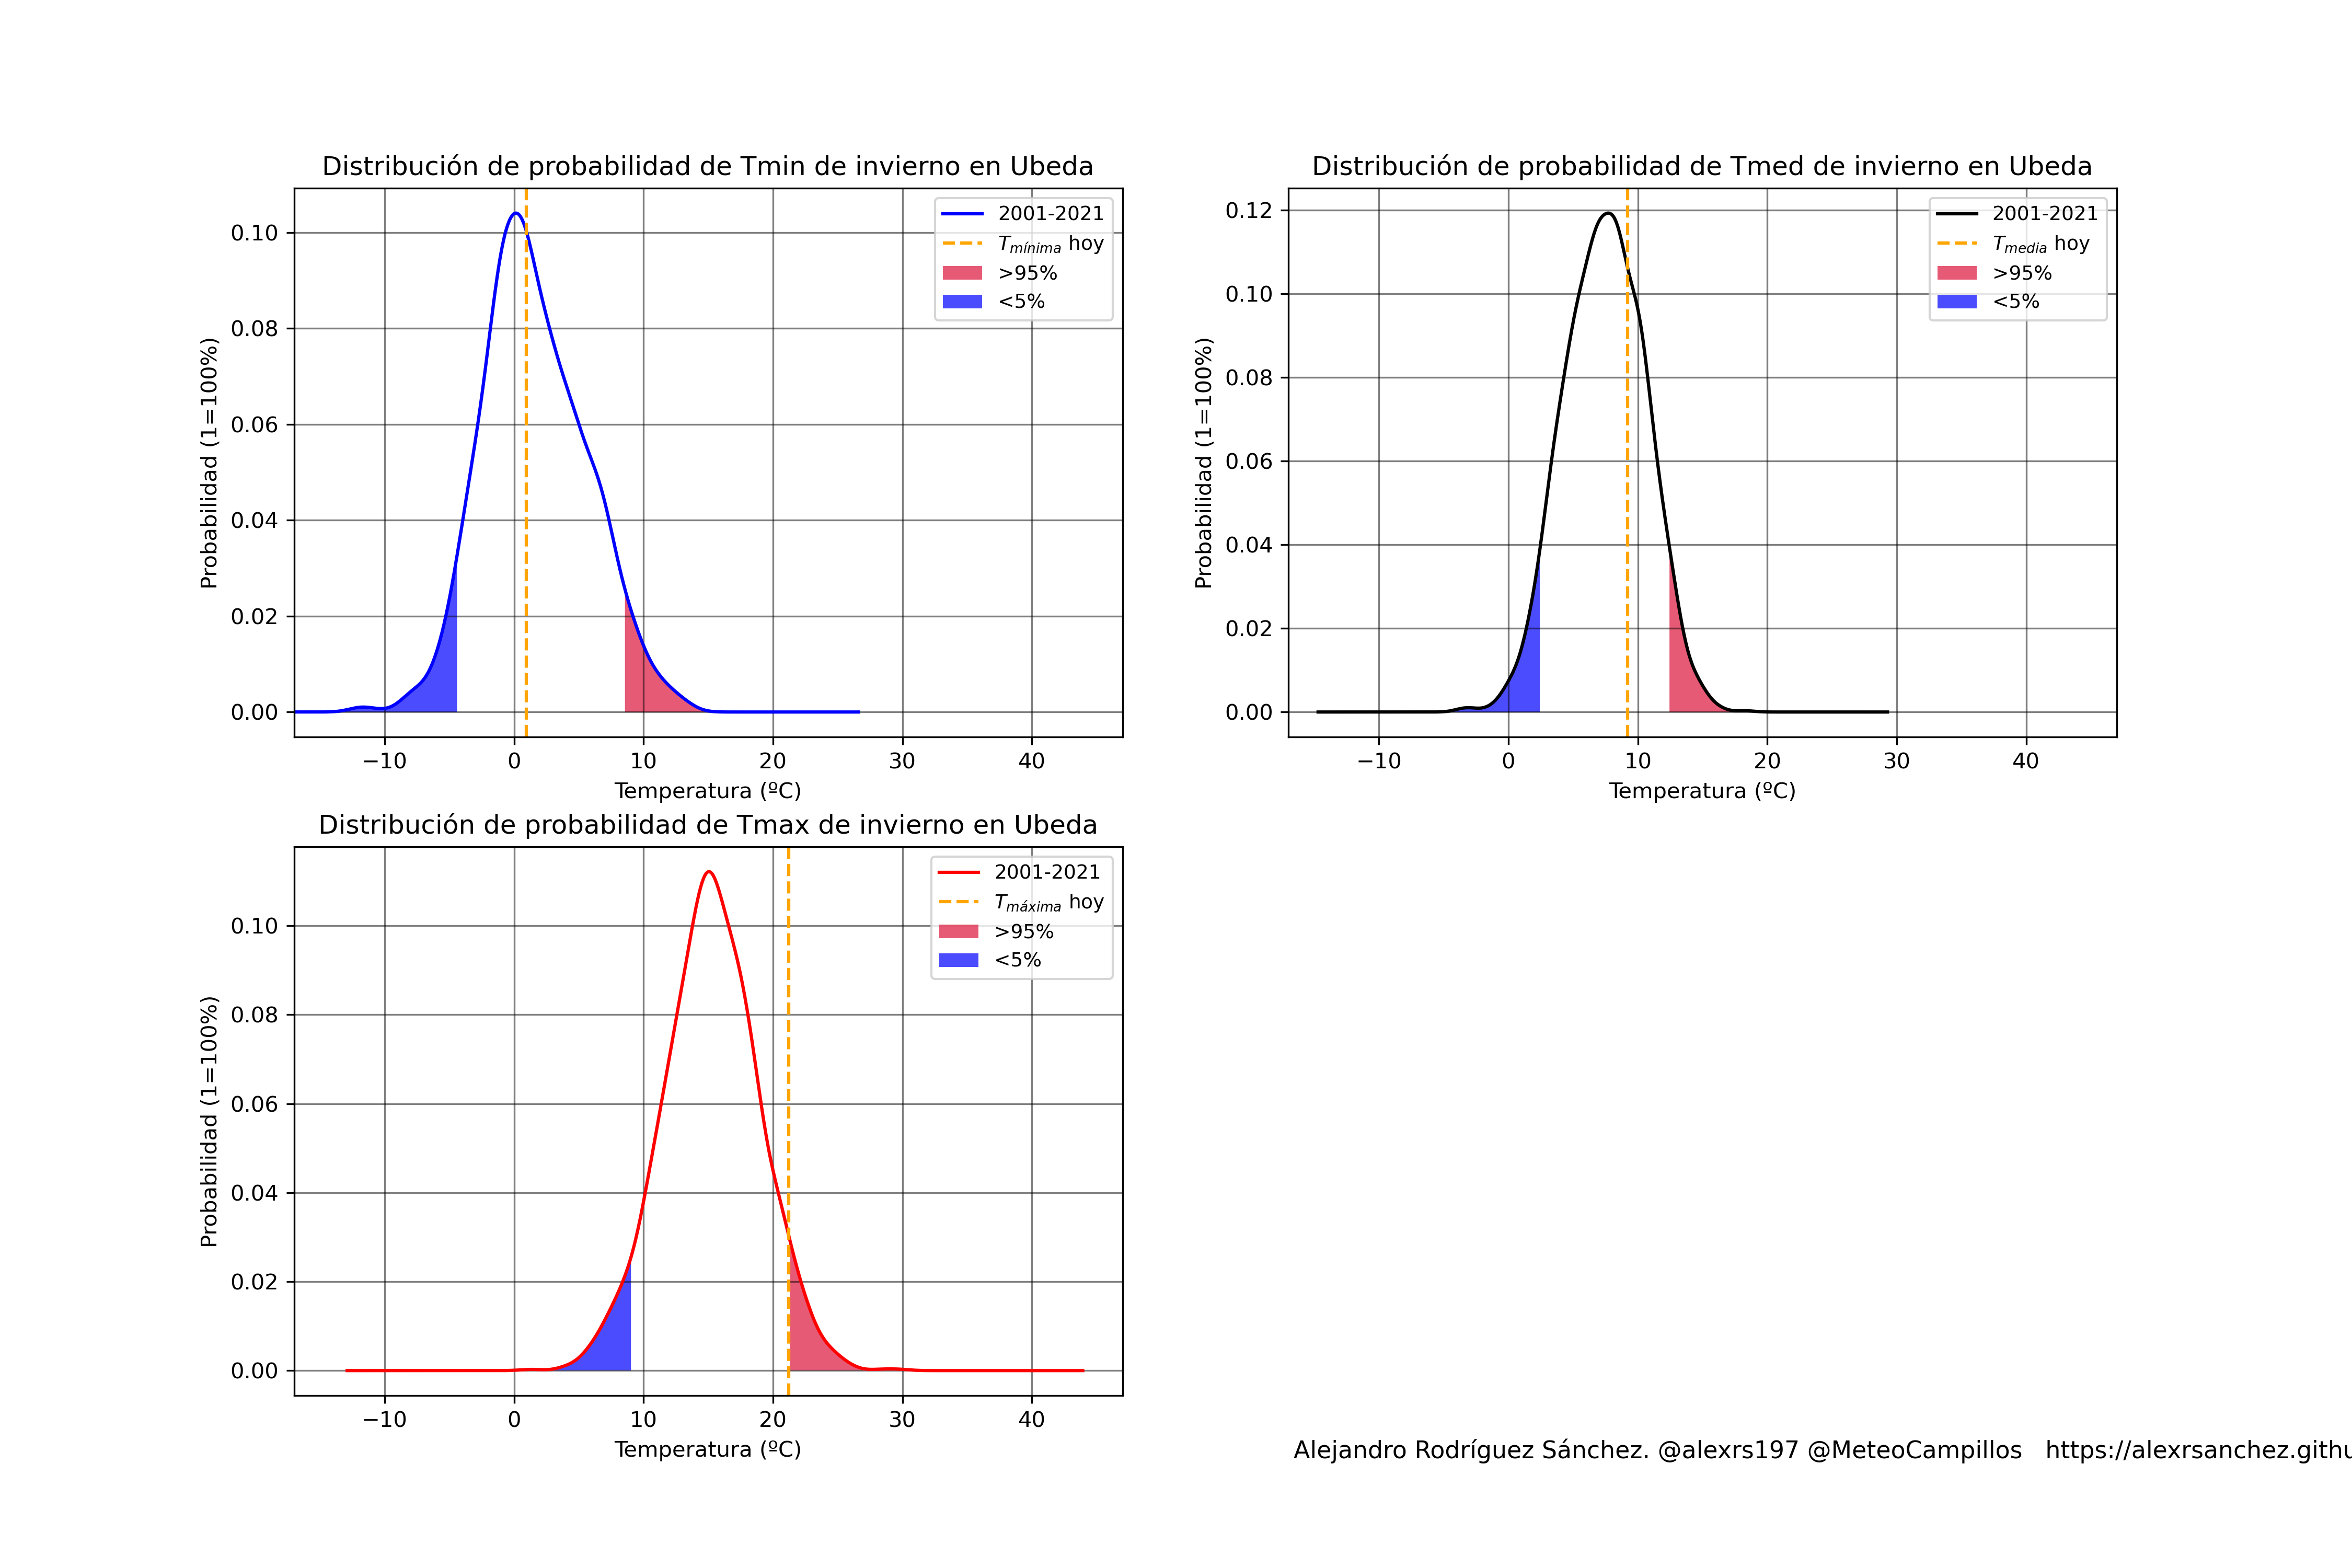 Distribución de probabilidad de Tmin de invierno en Ubeda
Probabilidad (1=100%)
0.10
0.08
0.06
0.04
0.02
0.00
2001-2021
Tmínima hoy
>95%
<5%
−10 0 10 20 30 40
Temperatura (ºC)
Distribución de probabilidad de Tmed de invierno en Ubeda
Probabilidad (1=100%)
0.12
0.10
0.08
0.06
0.04
0.02
0.00
2001-2021
Tmedia hoy
>95%
<5%
−10 0 10 20 30 40
Temperatura (ºC)
Distribución de probabilidad de Tmax de invierno en Ubeda
Probabilidad (1=100%)
0.10
0.08
0.06
0.04
0.02
0.00
2001-2021
Tmáxima hoy
>95%
<5%
−10 0 10 20 30 40
Temperatura (ºC)
Alejandro Rodríguez Sánchez. @alexrs197 @MeteoCampillos https://alexrsanchez.githu